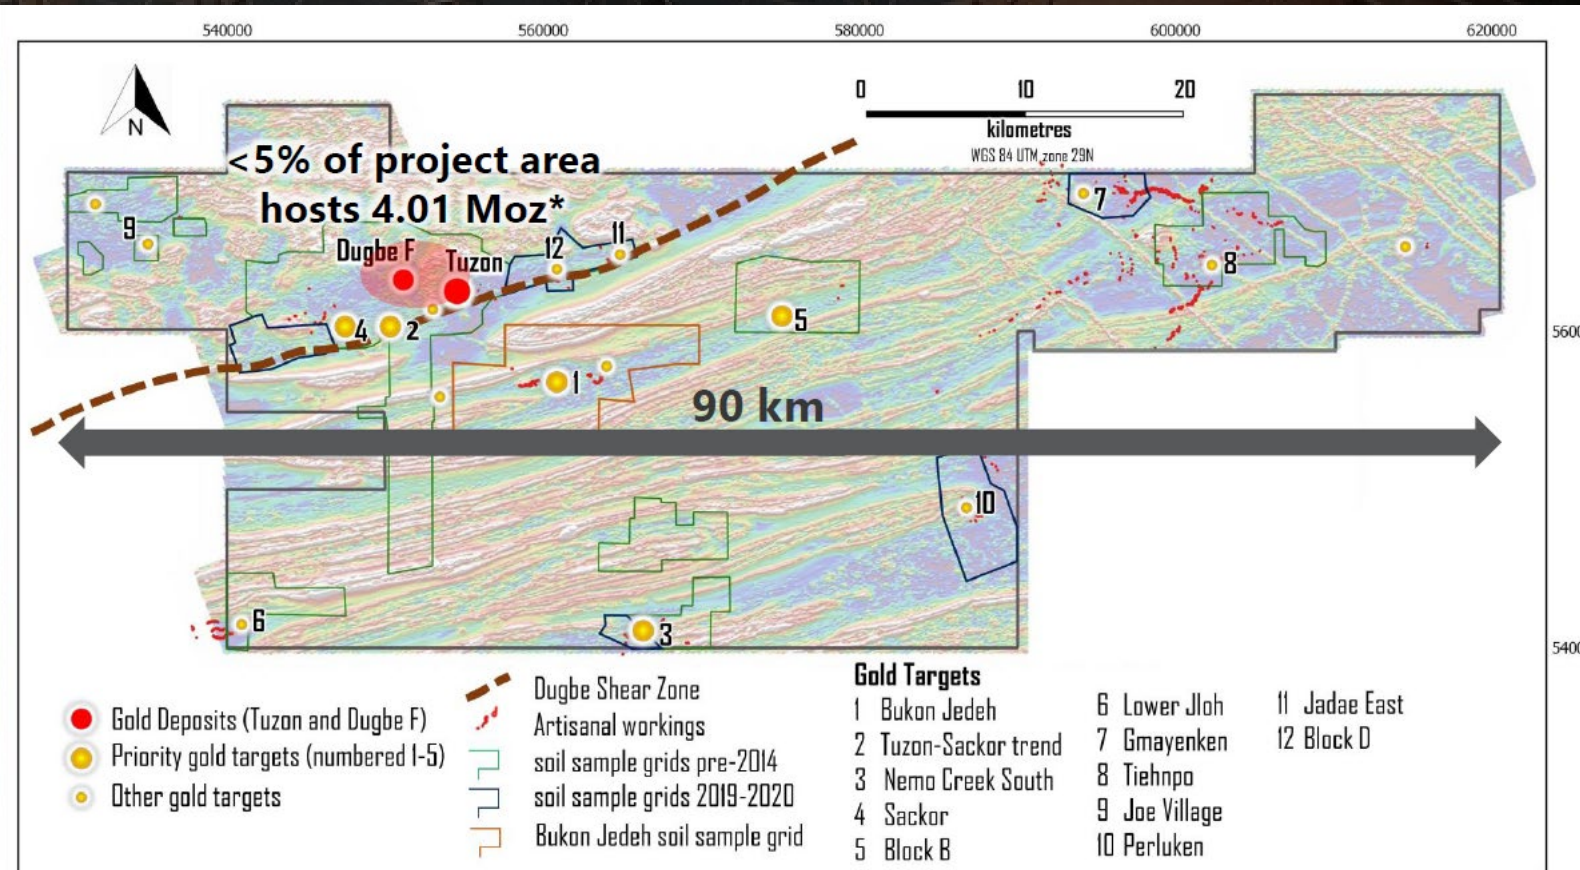 540000
560000
580000
600000
620000
N
0 10 20
kilometres
WGS 84 UTM zone 29N
<5% of project area
hosts 4.01 Moz*
Dugbe F
Tuzon
9
12
11
7
8
4
2
5
5600
1
90 km
10
6
3
5400
Gold Deposits (Tuzon and Dugbe F)
Priority gold targets (numbered 1-5)
Other gold targets
Dugbe Shear Zone
Artisanal workings
soil sample grids pre-2014
soil sample grids 2019-2020
Bukon Jedeh soil sample grid
Gold Targets
1 Bukon Jedeh
2 Tuzon-Sackor trend
3 Nemo Creek South
4 Sackor
5 Block B
6 Lower Jloh
7 Gmayenken
8 Tiehnpo
9 Joe Village
10 Perluken
11 Jadae East
12 Block D